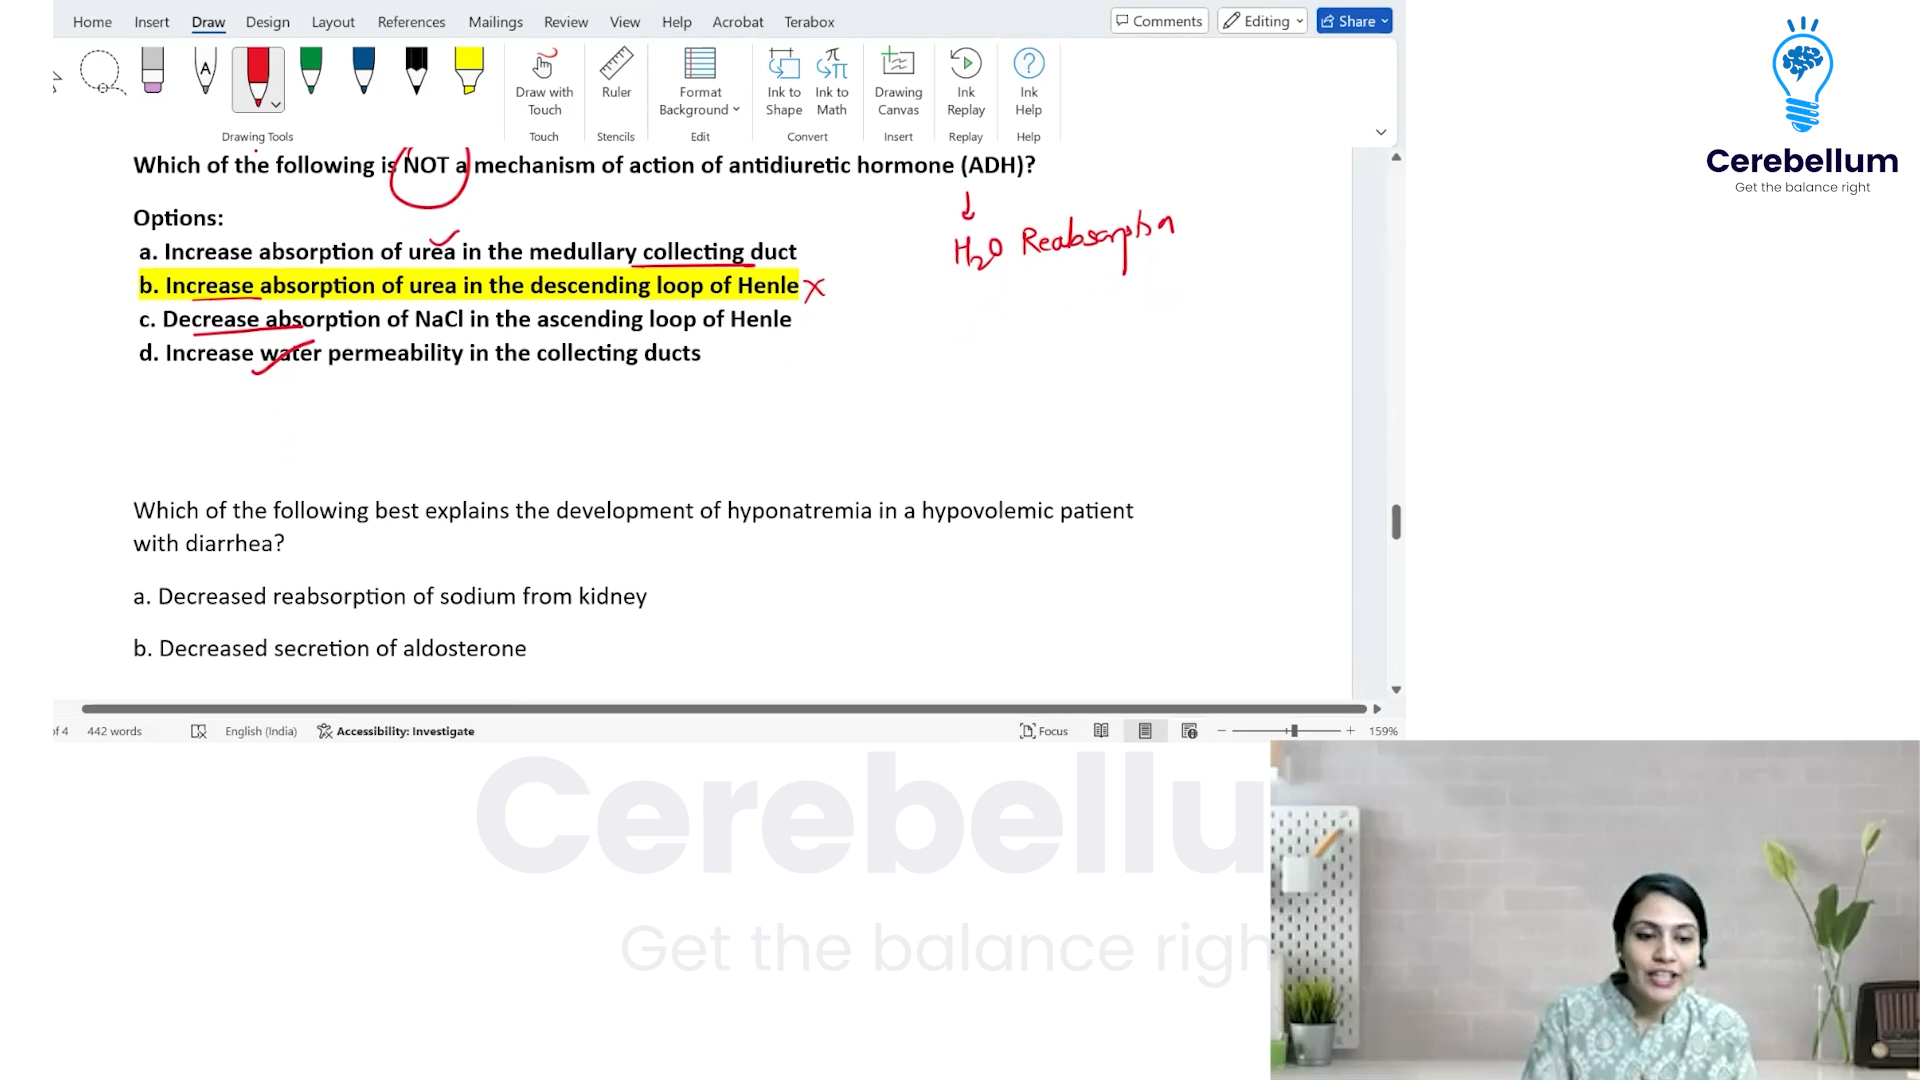 Home Insert Draw Design Layout References Mailings Review View Help Acrobat Terabox Comments Editing Share
A
Draw with Touch Ruler Format Background Ink to Shape Ink to Math Drawing Canvas Ink Replay Ink Help
Drawing Tools Touch Stencils Edit Convert Insert Replay Help
Cerebellum
Get the balance right
Which of the following is NOT a mechanism of action of antidiuretic hormone (ADH)?
↓
H2O Reabsorption
Options:
a. Increase absorption of urea in the medullary collecting duct
b. Increase absorption of urea in the descending loop of Henle X
c. Decrease absorption of NaCl in the ascending loop of Henle
d. Increase water permeability in the collecting ducts
Which of the following best explains the development of hyponatremia in a hypovolemic patient
with diarrhea?
a. Decreased reabsorption of sodium from kidney
b. Decreased secretion of aldosterone
of 4 442 words English (India) Accessibility: Investigate Focus 159%
Cerebellu
Get the balance righ